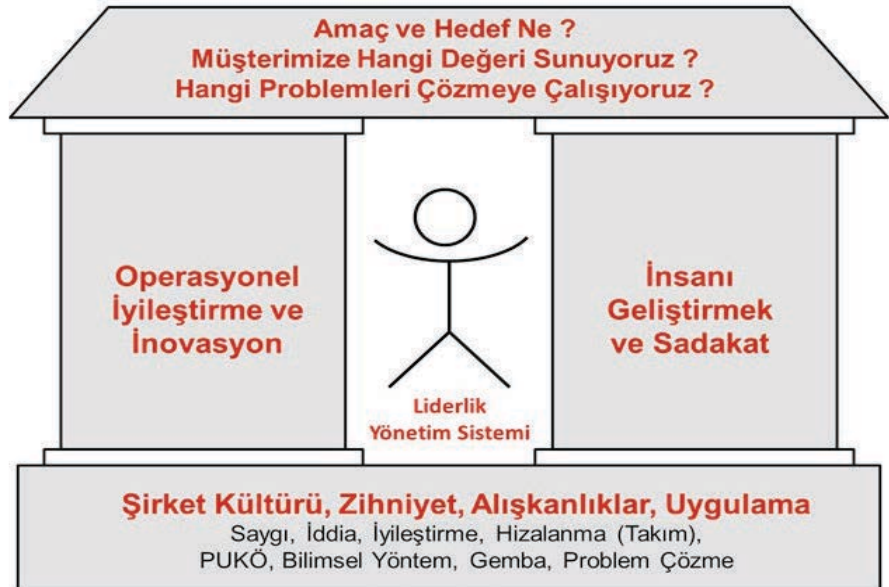 Amaç ve Hedef Ne ?
Müşterimize Hangi Değeri Sunuyoruz ?
Hangi Problemleri Çözmeye Çalışıyoruz ?
Operasyonel
İyileştirme ve
İnovasyon
Liderlik
Yönetim Sistemi
İnsanı
Geliştirmek
ve Sadakat
Şirket Kültürü, Zihniyet, Alışkanlıklar, Uygulama
Saygı, İddia, İyileştirme, Hizalanma (Takım),
PUKÖ, Bilimsel Yöntem, Gemba, Problem Çözme